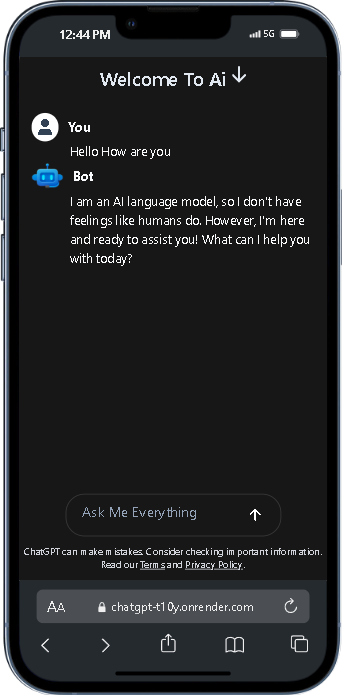 12:44 PM 5G
Welcome To Ai
You
Hello How are you
Bot
I am an AI language model, so I don't have
feelings like humans do. However, I'm here
and ready to assist you! What can I help you
with today?
Ask Me Everything
ChatGPT can make mistakes. Consider checking important information.
Read our Terms and Privacy Policy.
AA chatgpt-t10y.onrender.com